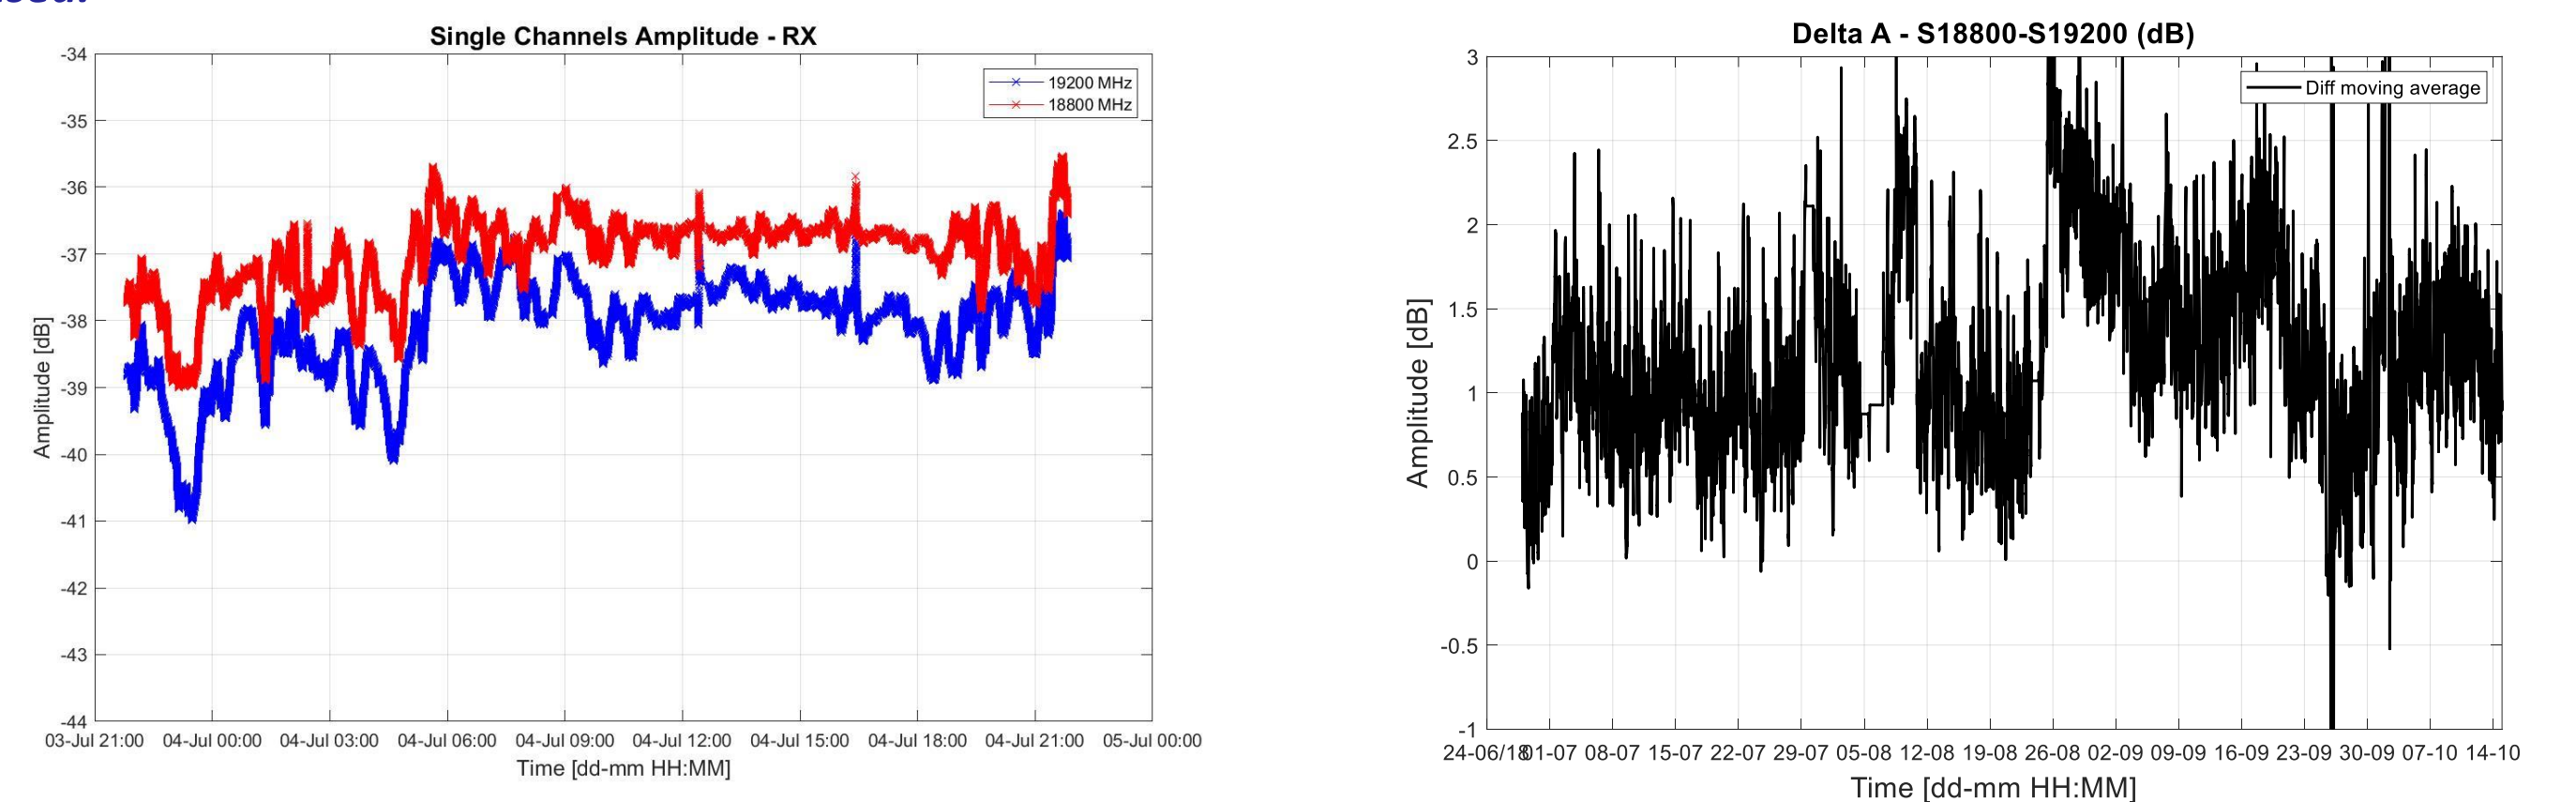 Single Channels Amplitude - RX
19200 MHz
18800 MHz
-34
-35
-36
-37
-38
-39
-40
-41
-42
-43
-44
Amplitude [dB]
03-Jul 21:00 04-Jul 00:00 04-Jul 03:00 04-Jul 06:00 04-Jul 09:00 04-Jul 12:00 04-Jul 15:00 04-Jul 18:00 04-Jul 21:00 05-Jul 00:00
Time [dd-mm HH:MM]
Delta A - S18800-S19200 (dB)
Diff moving average
3
2.5
2
1.5
1
0.5
0
-0.5
-1
Amplitude [dB]
24-06/18 01-07 08-07 15-07 22-07 29-07 05-08 12-08 19-08 26-08 02-09 09-09 16-09 23-09 30-09 07-10 14-10
Time [dd-mm HH:MM]